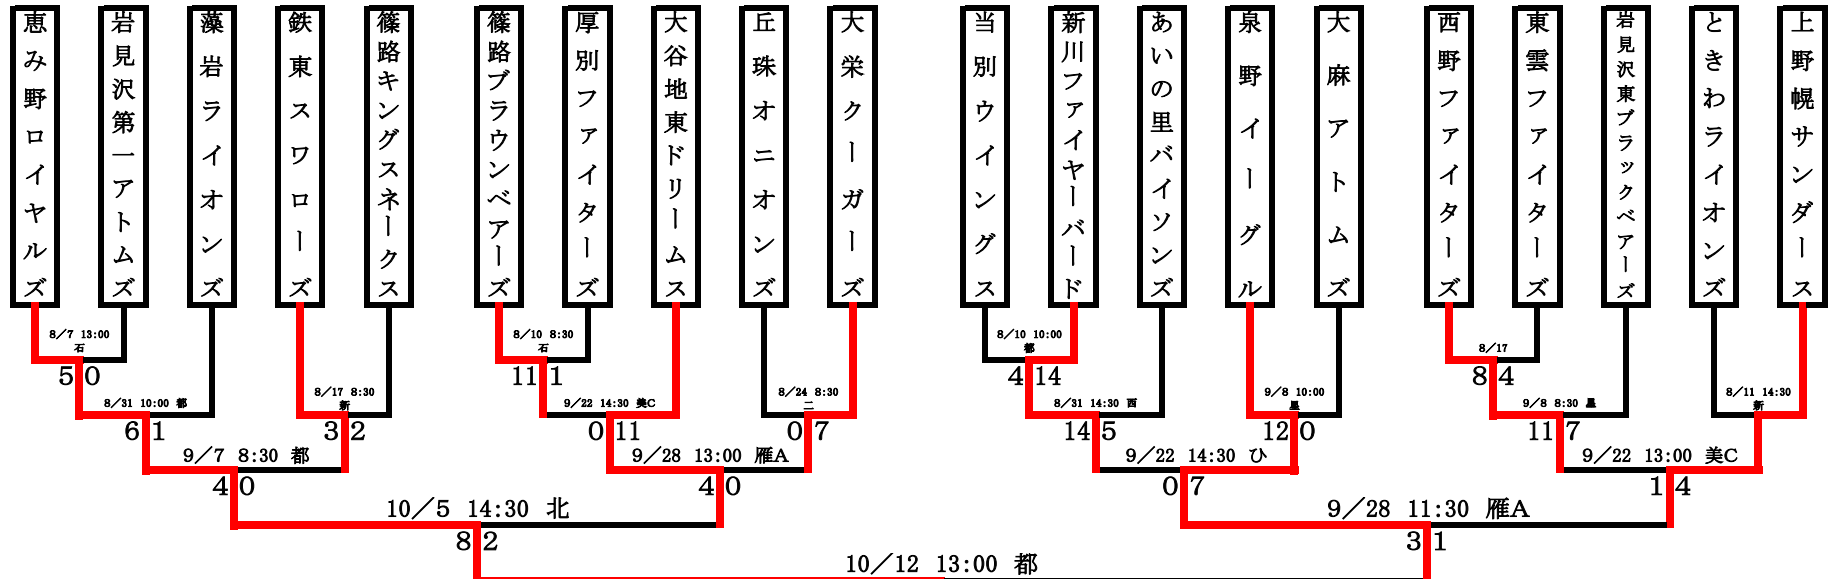 恵み野ロイヤルズ
岩見沢第一アトムズ
藻岩ライオンズ
鉄東スワローズ
篠路キングスネークス
篠路ブラウンベアーズ
厚別ファイターズ
大谷地東ドリームス
丘珠オニオンズ
大栄クーガーズ
当別ウイングス
新川ファイヤーバード
あいの里バイソンズ
泉野イーグル
大麻アトムズ
西野ファイターズ
東雲ファイターズ
岩見沢東ブラックベアーズ
ときわライオンズ
上野幌サンダース
8/7 13:00
石
8/10 8:30
石
8/10 10:00
都
8/17
5 0
11 1
4 14
8 4
8/31 10:00 都
8/17 8:30
新
9/22 14:30 美C
8/24 8:30
二
8/31 14:30 西
9/8 10:00
星
9/8 8:30 星
8/11 14:30
新
6 1
3 2
0 11
0 7
14 5
12 0
11 7
9/7 8:30 都
9/28 13:00 雁A
9/22 14:30 ひ
9/22 13:00 美C
4 0
4 0
0 7
1 4
10/5 14:30 北
9/28 11:30 雁A
8 2
3 1
10/12 13:00 都